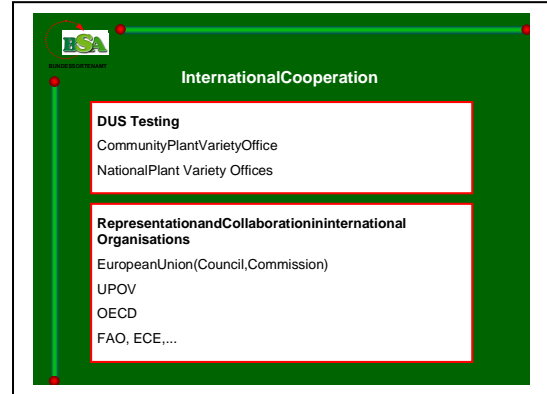 BSA
BUNDESSORTENAMT
InternationalCooperation
DUS Testing
CommunityPlantVarietyOffice
NationalPlant Variety Offices
RepresentationandCollaborationininternational
Organisations
EuropeanUnion(Council,Commission)
UPOV
OECD
FAO, ECE,...